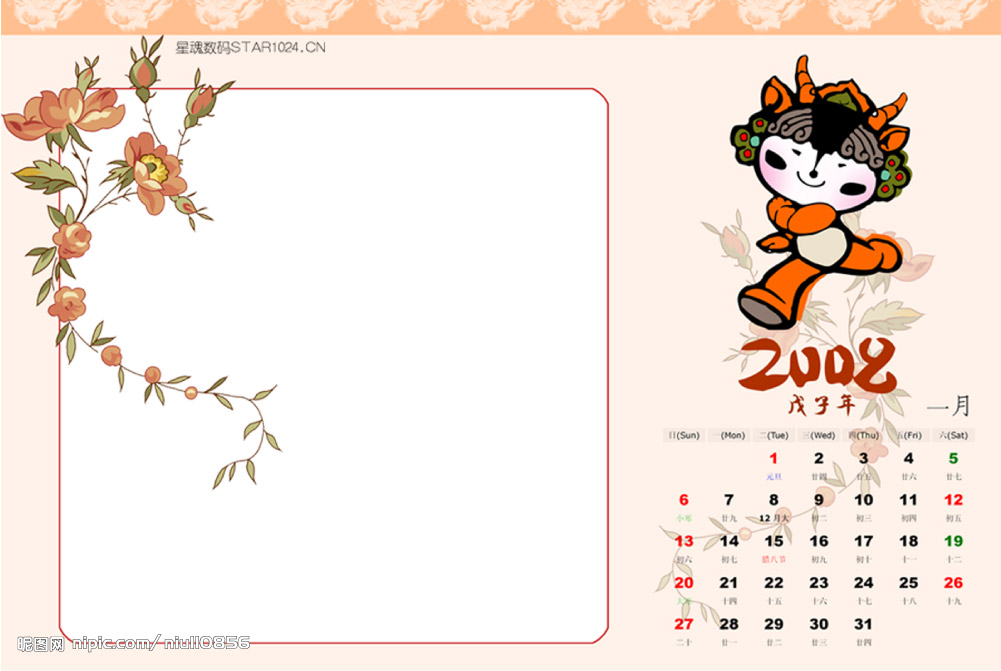 星魂数码STAR1024.CN
2008
戊子年
一月
日(Sun) 一(Mon) 二(Tue) 三(Wed) 四(Thu) 五(Fri) 六(Sat)
1 2 3 4 5
元旦 廿四 廿五 廿六 廿七
6 7 8 9 10 11 12
小寒 廿九 12月大 初二 初三 初四 初五
13 14 15 16 17 18 19
初六 初七 腊八节 初九 初十 十一 十二
20 21 22 23 24 25 26
十四 十五 十六 十七 十八 十九
27 28 29 30 31
二十 廿一 廿二 廿三 廿四
昵图网 nipic.com/niull0856